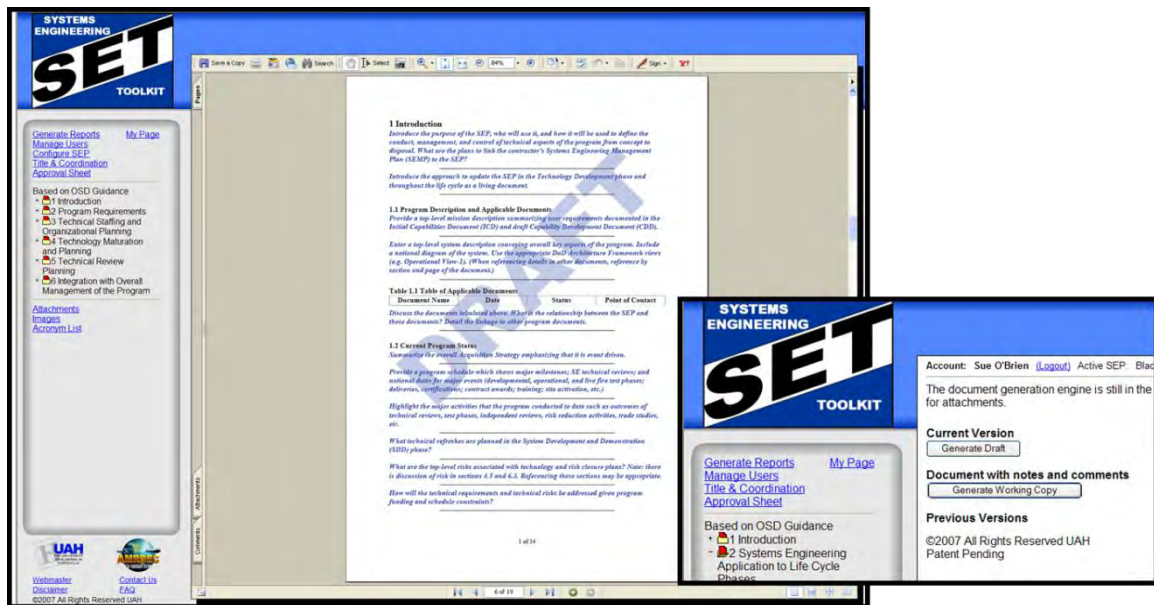 SYSTEMS
ENGINEERING
SET
TOOLKIT
Generate Reports My Page
Manage Users
Configure SEP
Title & Coordination
Approval Sheet
Based on OSD Guidance
1 Introduction
2 Program Requirements
3 Technical Staffing and
Organizational Planning
4 Technology Maturation
and Planning
5 Technical Review
Planning
6 Integration with Overall
Management of the Program
Attachments
Images
Acronym List
UAH
Webmaster Contact Us
Disclaimer FAQ
©2007 All Rights Reserved UAH
Save a Copy Search Select 84% Sign
Pages
Attachments
Comments
DRAFT
1 Introduction
Introduce the purpose of the SEP, who will use it, and how it will be used to define the
conduct, management, and control of technical aspects of the program from concept to
disposal. What are the plans to link the contractor's Systems Engineering Management
Plan (SEMP) to the SEP?
Introduce the approach to update the SEP in the Technology Development phase and
throughout the life cycle as a living document.
1.1 Program Description and Applicable Documents
Provide a top-level mission description summarizing user requirements documented in the
Initial Capabilities Document (ICD) and draft Capability Development Document (CDD).
Enter a top-level system description conveying overall key aspects of the program. Include
a notional diagram of the system. Use the appropriate DoD Architecture Framework views
(e.g. Operational View-1). (When referencing details in other documents, reference by
section and page of the document.)
Table 1.1 Table of Applicable Documents
Document Name Date Status Point of Contact
Discuss the documents tabulated above. What is the relationship between the SEP and
these documents? Detail the linkage to other program documents.
1.2 Current Program Status
Summarize the overall Acquisition Strategy emphasizing that it is event driven.
Provide a program schedule which shows major milestones; SE technical reviews; and
notional dates for major events (developmental, operational, and live fire test phases;
deliveries, certifications; contract awards; training; site activation, etc.)
Highlight the major activities that the program conducted to date such as outcomes of
technical reviews, test phases, independent reviews, risk reduction activities, trade studies,
etc.
What technical refreshes are planned in the System Development and Demonstration
(SDD) phase?
What are the top-level risks associated with technology and risk closure plans? Note: there
is discussion of risk in sections 4.3 and 6.3. Referencing these sections may be appropriate.
How will the technical requirements and technical risks be addressed given program
funding and schedule constraints?
1 of 14
6 of 19
SYSTEMS
ENGINEERING
SET
TOOLKIT
Generate Reports My Page
Manage Users
Title & Coordination
Approval Sheet
Based on OSD Guidance
1 Introduction
2 Systems Engineering
Application to Life Cycle
Phases
Account: Sue O'Brien (Logout) Active SEP: Blac
The document generation engine is still in the
for attachments.
Current Version
Generate Draft
Document with notes and comments
Generate Working Copy
Previous Versions
©2007 All Rights Reserved UAH
Patent Pending